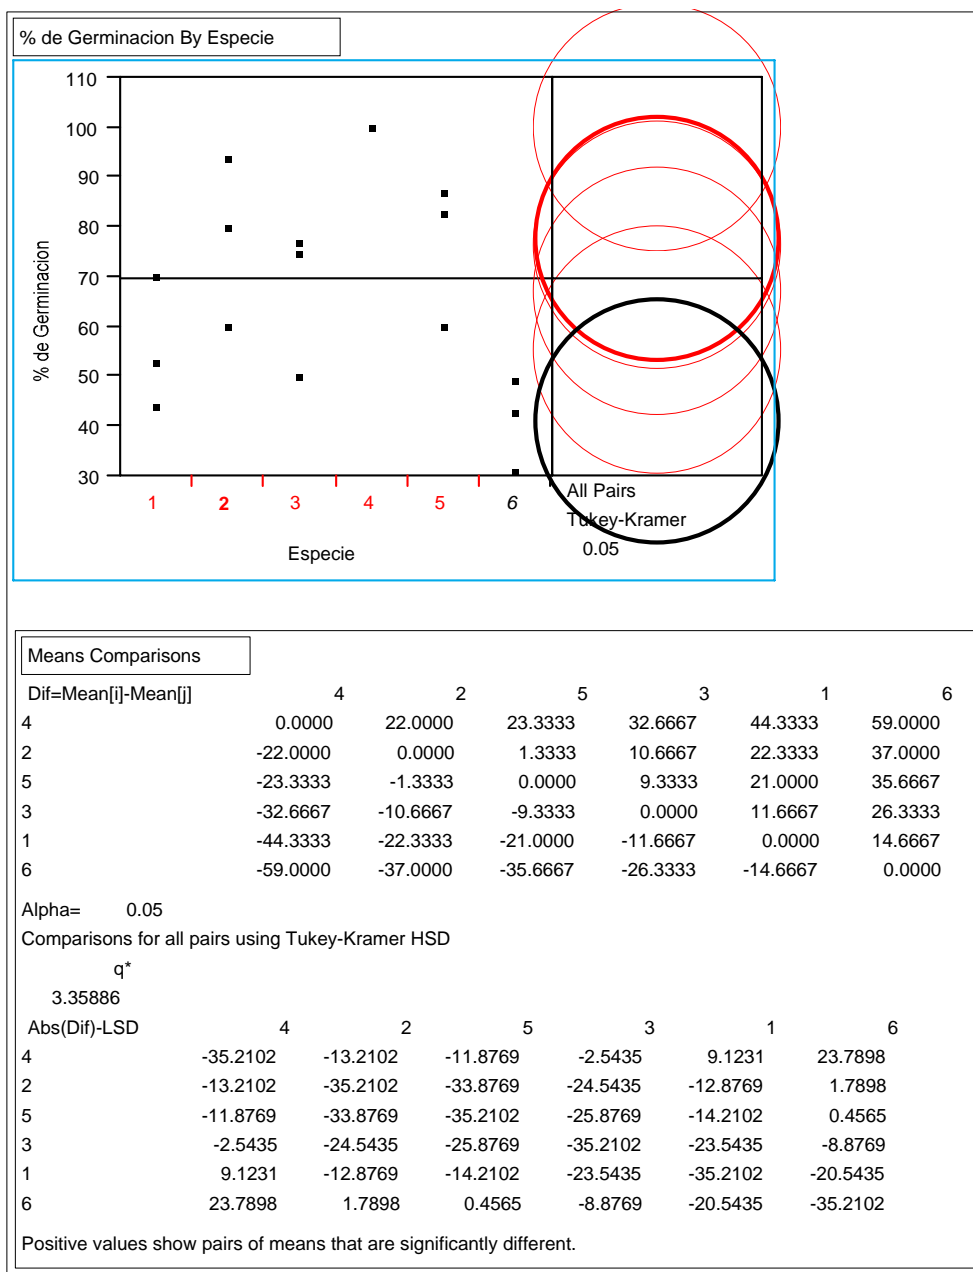 % de Germinacion By Especie
110
100
90
80
70
60
50
40
30
% de Germinacion
1 2 3 4 5 6
Especie
All Pairs
Tukey-Kramer
0.05
Means Comparisons
Dif=Mean[i]-Mean[j] 4 2 5 3 1 6
4 0.0000 22.0000 23.3333 32.6667 44.3333 59.0000
2 -22.0000 0.0000 1.3333 10.6667 22.3333 37.0000
5 -23.3333 -1.3333 0.0000 9.3333 21.0000 35.6667
3 -32.6667 -10.6667 -9.3333 0.0000 11.6667 26.3333
1 -44.3333 -22.3333 -21.0000 -11.6667 0.0000 14.6667
6 -59.0000 -37.0000 -35.6667 -26.3333 -14.6667 0.0000
Alpha= 0.05
Comparisons for all pairs using Tukey-Kramer HSD
q*
3.35886
Abs(Dif)-LSD 4 2 5 3 1 6
4 -35.2102 -13.2102 -11.8769 -2.5435 9.1231 23.7898
2 -13.2102 -35.2102 -33.8769 -24.5435 -12.8769 1.7898
5 -11.8769 -33.8769 -35.2102 -25.8769 -14.2102 0.4565
3 -2.5435 -24.5435 -25.8769 -35.2102 -23.5435 -8.8769
1 9.1231 -12.8769 -14.2102 -23.5435 -35.2102 -20.5435
6 23.7898 1.7898 0.4565 -8.8769 -20.5435 -35.2102
Positive values show pairs of means that are significantly different.